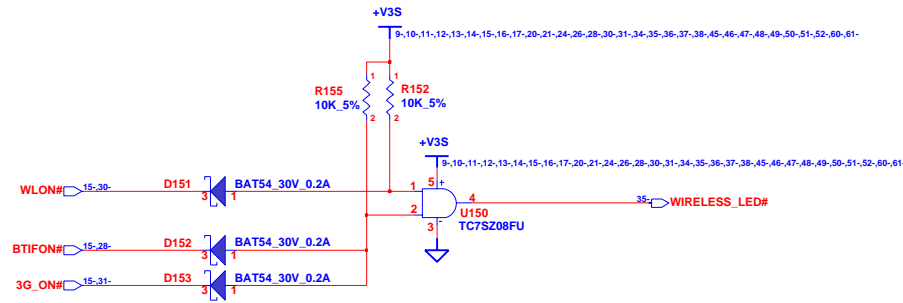 +V3S
9-,10-,11-,12-,13-,14-,15-,16-,17-,20-,21-,24-,26-,28-,30-,31-,34-,35-,36-,37-,38-,45-,46-,47-,48-,49-,50-,51-,52-,60-,61-
1 1
R155 R152
10K_5% 10K_5%
2 2
+V3S
9-,10-,11-,12-,13-,14-,15-,16-,17-,20-,21-,24-,26-,28-,30-,31-,34-,35-,36-,37-,38-,45-,46-,47-,48-,49-,50-,51-,52-,60-,61-
WLON# 15-,30- D151 3 1 BAT54_30V_0.2A 1 5 + 4 35- WIRELESS_LED#
2 3 - U150
TC7SZ08FU
BTIFON# 15-,28- D152 3 1 BAT54_30V_0.2A
3G_ON# 15-,31- D153 3 1 BAT54_30V_0.2A